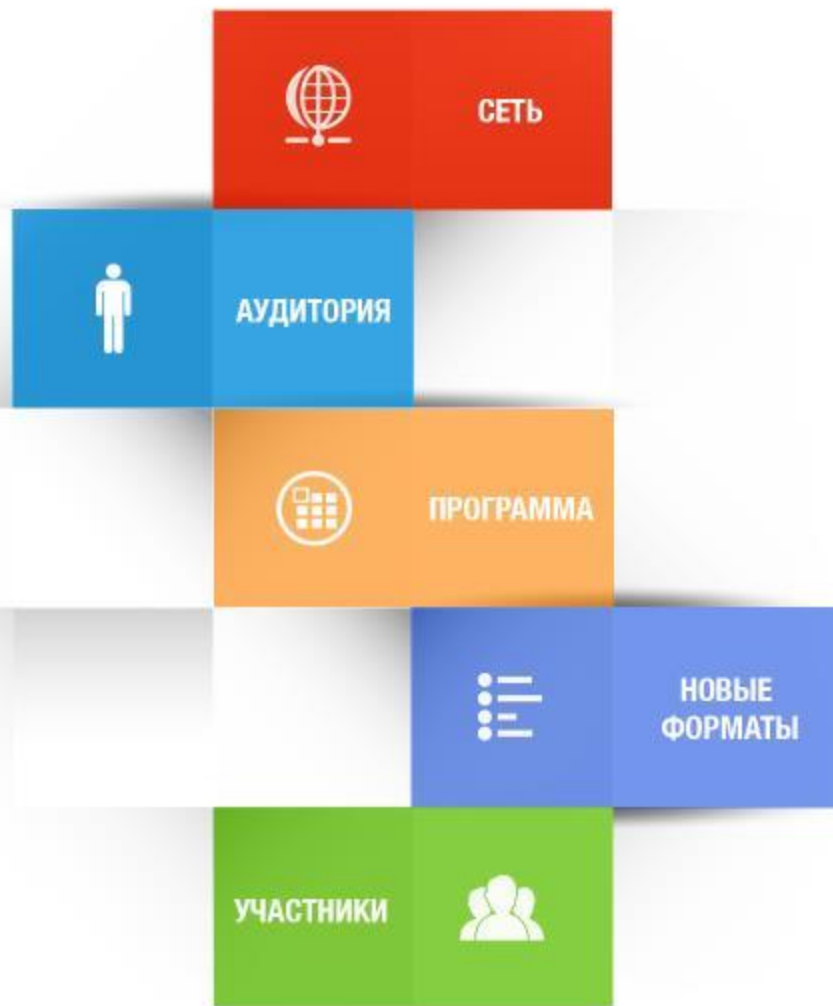 СЕТЬ
АУДИТОРИЯ
ПРОГРАММА
НОВЫЕ
ФОРМАТЫ
УЧАСТНИКИ